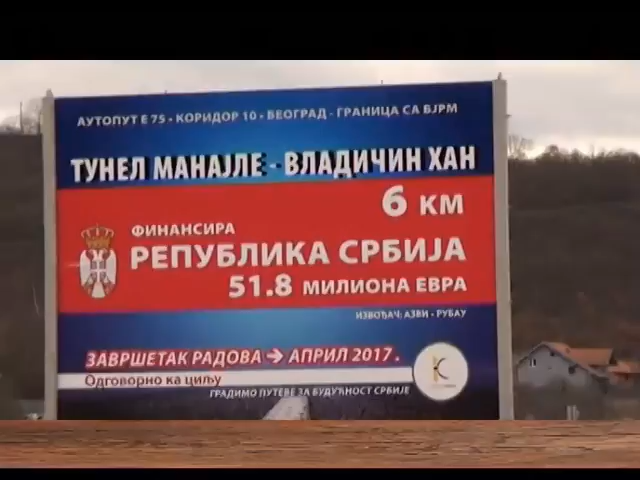 АУТОПУТ Е 75 • КОРИДОР 10 • БЕОГРАД - ГРАНИЦА СА БЈРМ
ТУНЕЛ МАНАЈЛЕ - ВЛАДИЧИН ХАН
6 КМ
ФИНАНСИРА
РЕПУБЛИКА СРБИЈА
51.8 МИЛИОНА ЕВРА
ИЗВОЂАЧ: АЗВИ - РУБАУ
ЗАВРШЕТАК РАДОВА → АПРИЛ 2017.
Одговорно ка циљу
ГРАДИМО ПУТЕВЕ ЗА БУДУЋНОСТ СРБИЈЕ